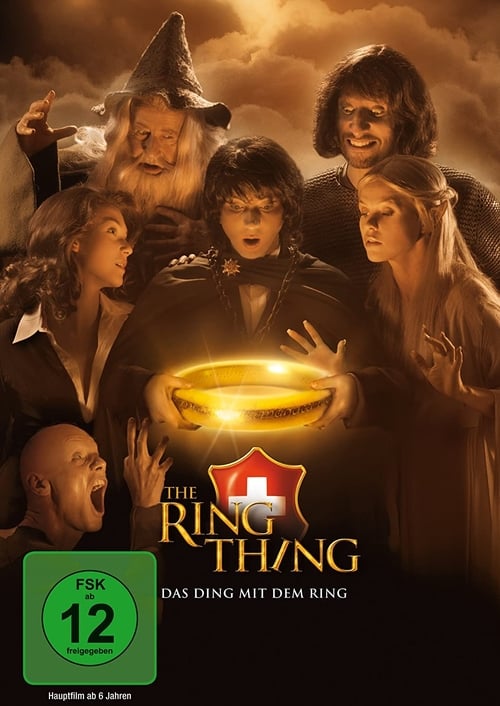 THE
RING
THING
DAS DING MIT DEM RING
FSK
ab
12
freigegeben
Hauptfilm ab 6 Jahren